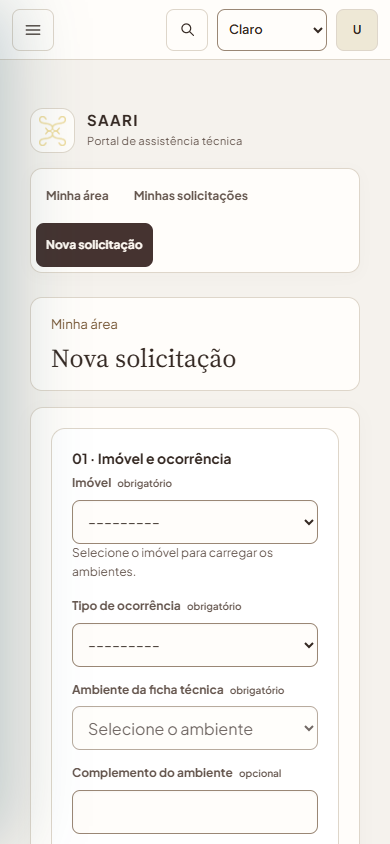 Claro
U
SAARI
Portal de assistência técnica
Minha área
Minhas solicitações
Nova solicitação
Minha área
Nova solicitação
01 · Imóvel e ocorrência
Imóvel obrigatório
---------
Selecione o imóvel para carregar os
ambientes.
Tipo de ocorrência obrigatório
---------
Ambiente da ficha técnica obrigatório
Selecione o ambiente
Complemento do ambiente opcional